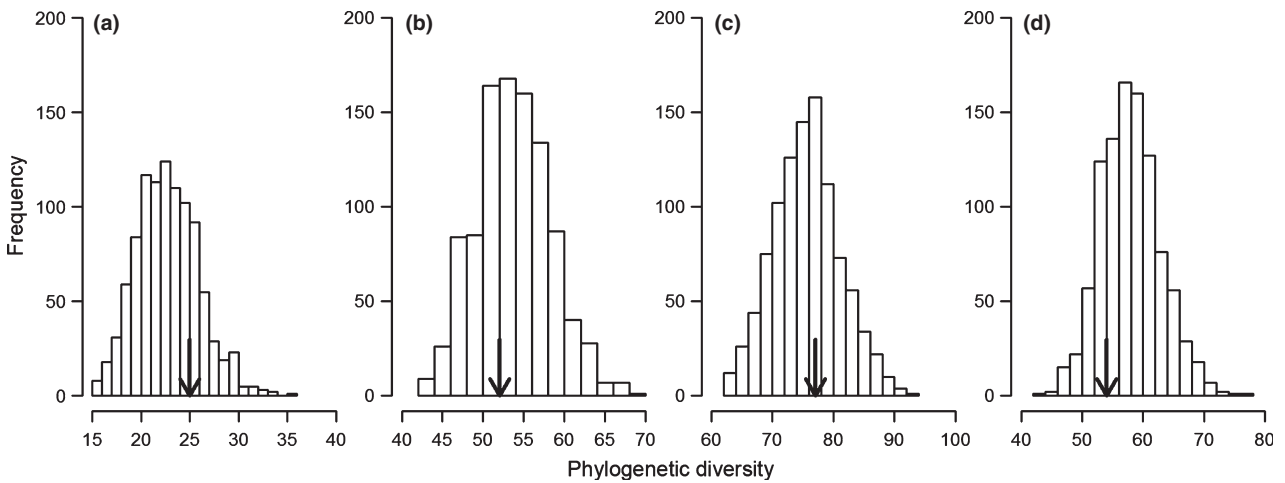 (a) (b) (c) (d)
200 200 200 200
150 150 150 150
100 100 100 100
50 50 50 50
0 0 0 0
Frequency
15 20 25 30 35 40 40 45 50 55 60 65 70 60 70 80 90 100 40 50 60 70 80
Phylogenetic diversity